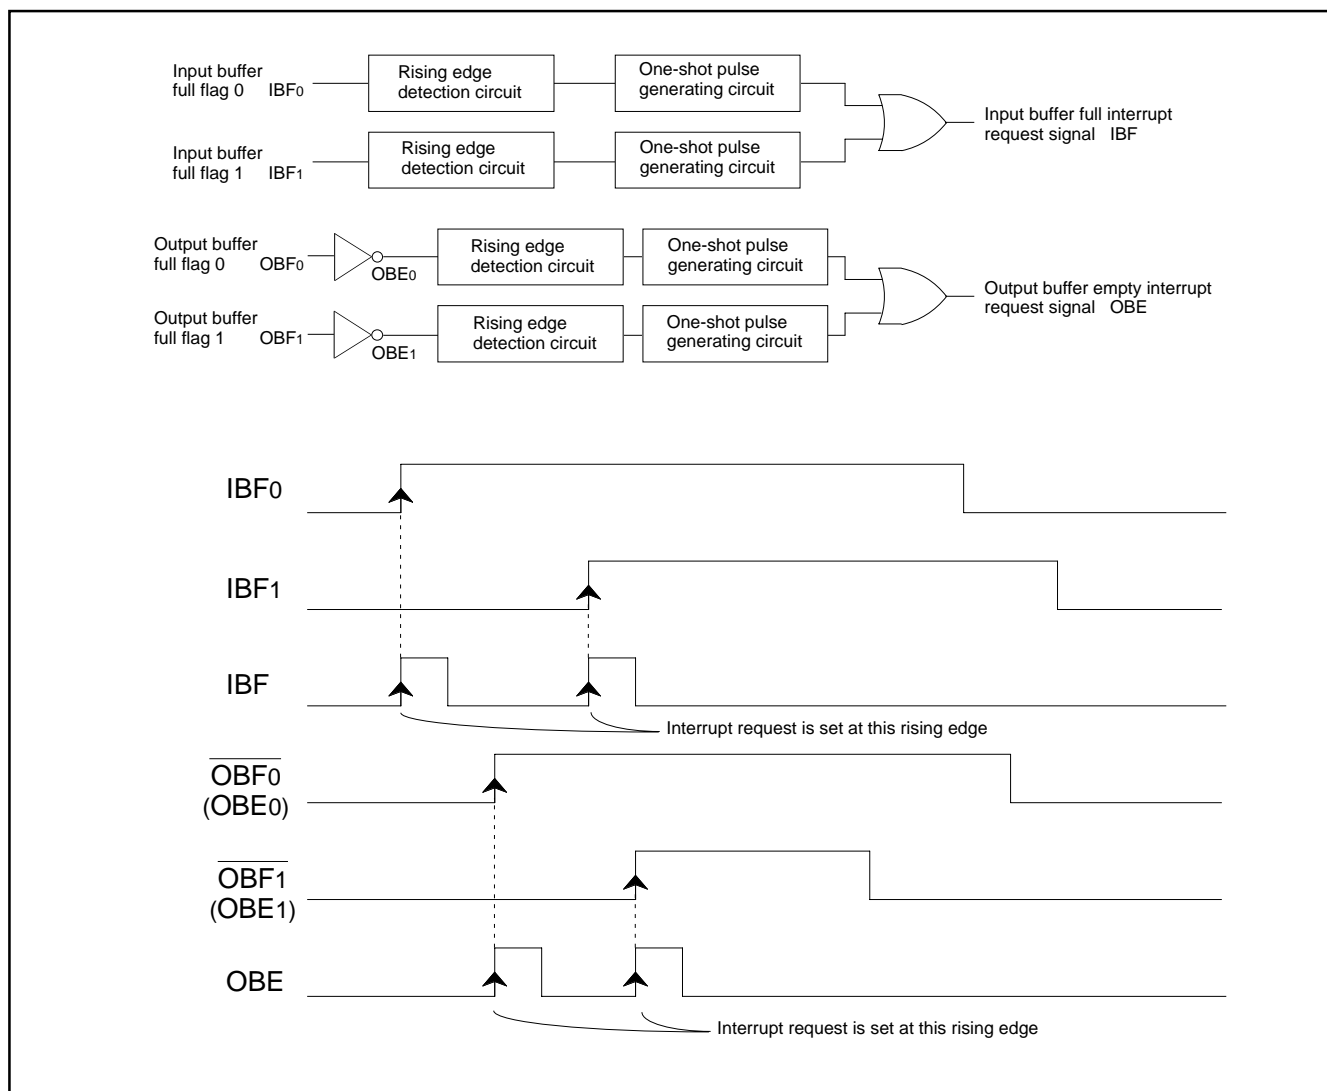 Input buffer
full flag 0 IBF0
Rising edge
detection circuit
One-shot pulse
generating circuit
Input buffer full interrupt
request signal IBF
Input buffer
full flag 1 IBF1
Rising edge
detection circuit
One-shot pulse
generating circuit
Output buffer
full flag 0 OBF0
OBE0
Rising edge
detection circuit
One-shot pulse
generating circuit
Output buffer empty interrupt
request signal OBE
Output buffer
full flag 1 OBF1
OBE1
Rising edge
detection circuit
One-shot pulse
generating circuit
IBF0
IBF1
IBF
Interrupt request is set at this rising edge
OBF0
(OBE0)
OBF1
(OBE1)
OBE
Interrupt request is set at this rising edge